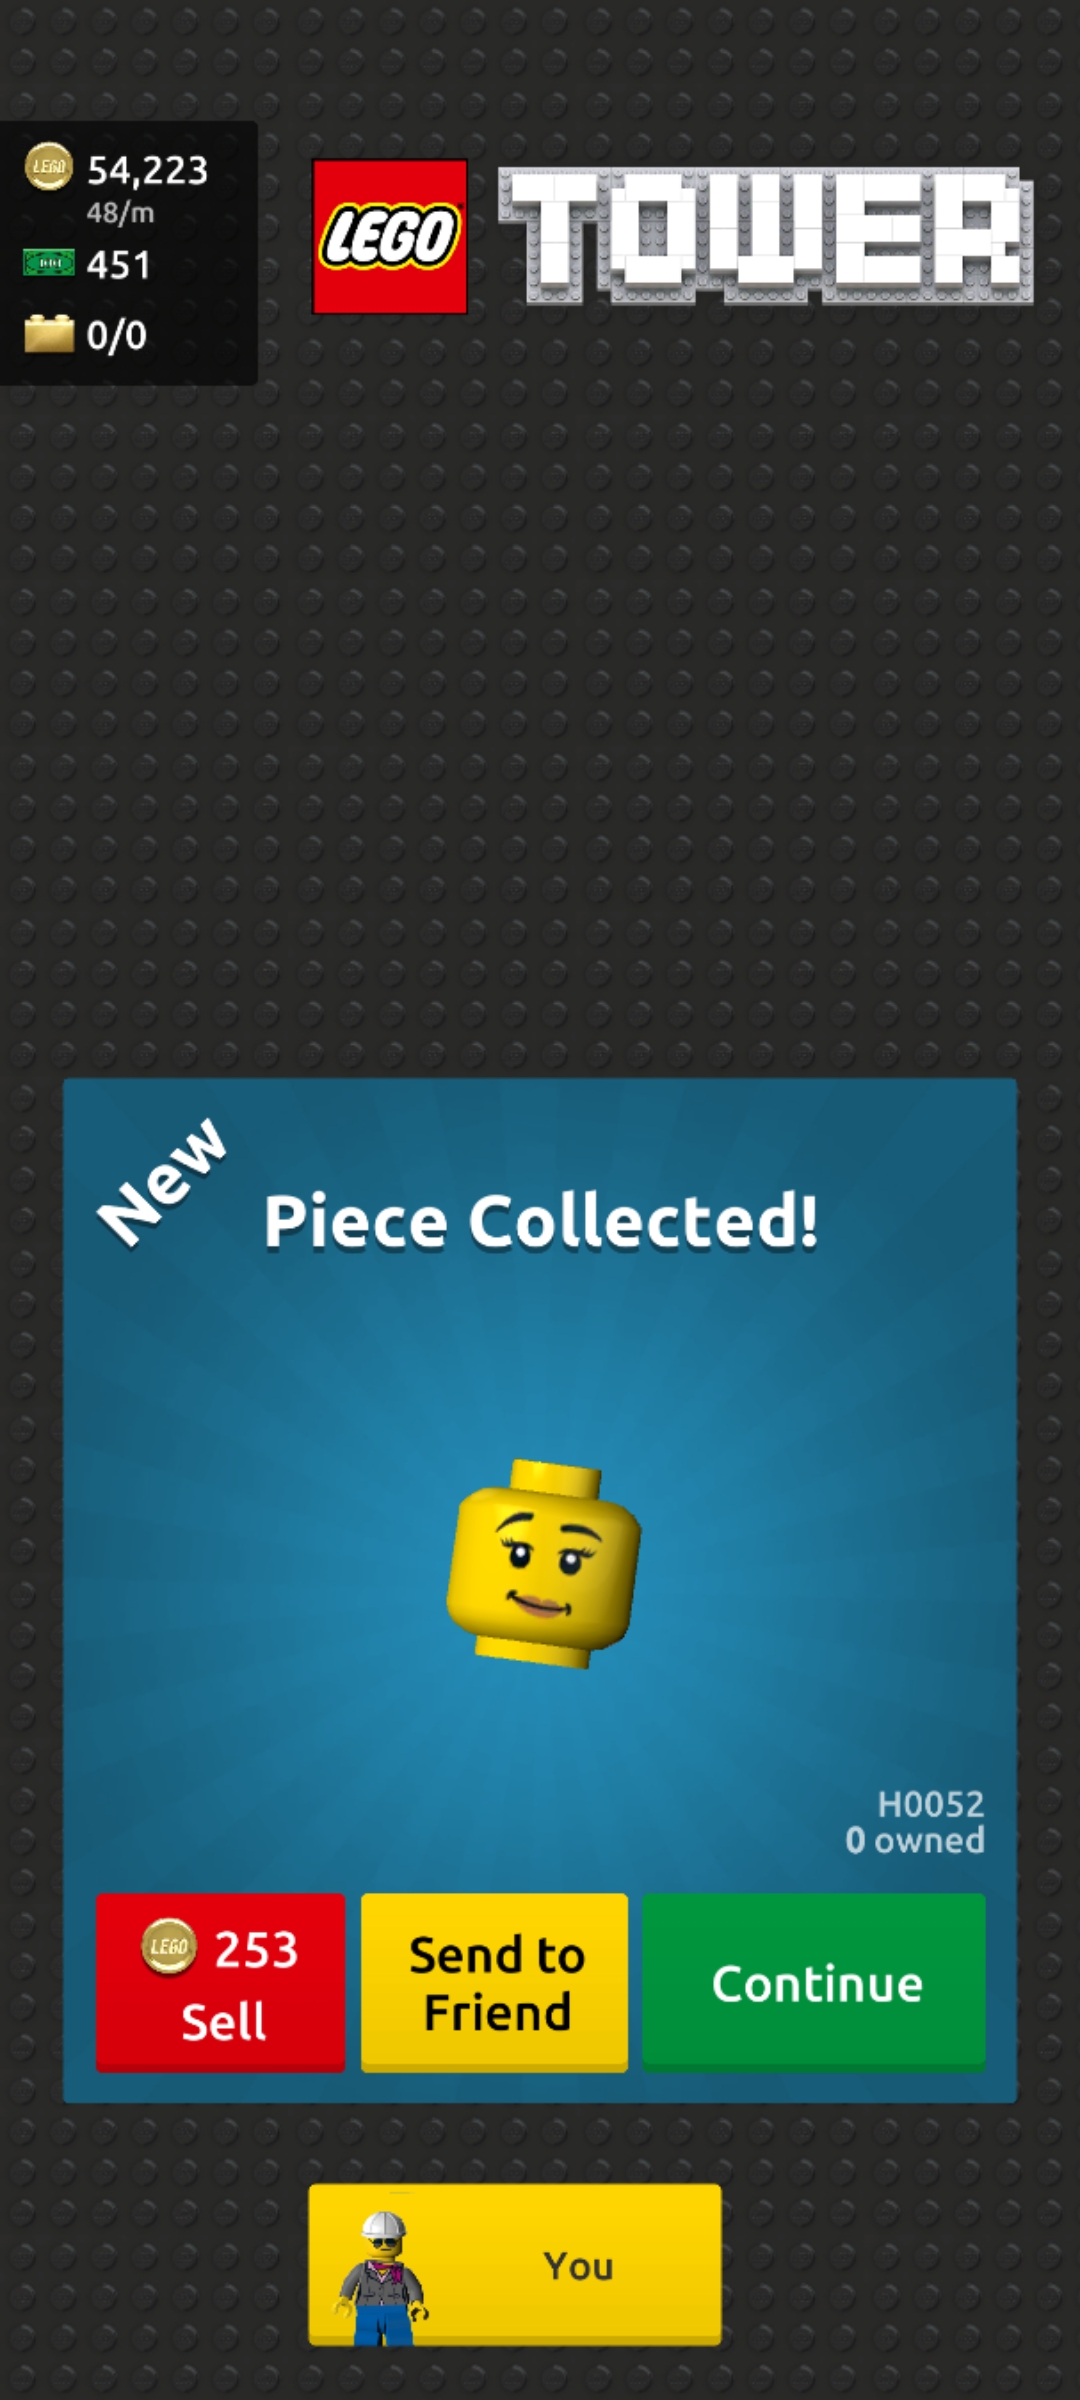 LEGO 54,223
48/m
451
0/0
LEGO TOWER
New
Piece Collected!
H0052
0 owned
LEGO 253
Sell
Send to
Friend
Continue
You